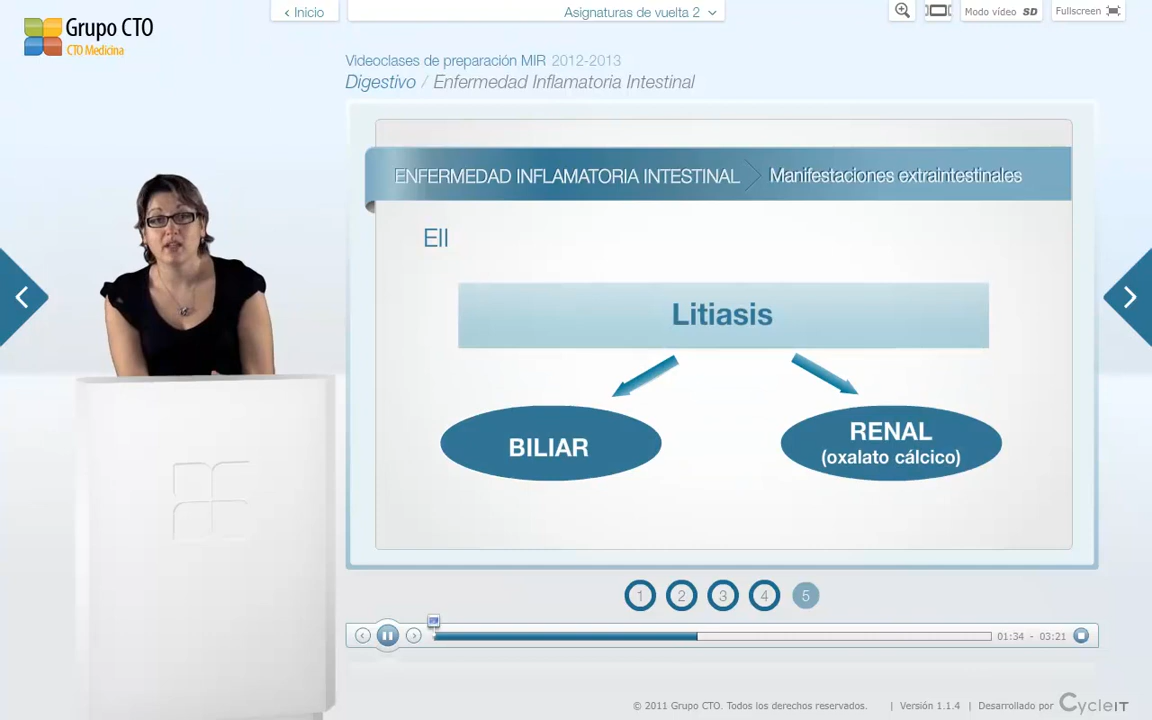 Grupo CTO
CTO Medicina
‹ Inicio
Asignaturas de vuelta 2
Modo vídeo SD
Fullscreen
Videoclases de preparación MIR 2012-2013
Digestivo / Enfermedad Inflamatoria Intestinal
ENFERMEDAD INFLAMATORIA INTESTINAL
Manifestaciones extraintestinales
EII
Litiasis
BILIAR
RENAL
(oxalato cálcico)
1 2 3 4 5
01:34 - 03:21
© 2011 Grupo CTO. Todos los derechos reservados. | Versión 1.1.4 | Desarrollado por CycleIT